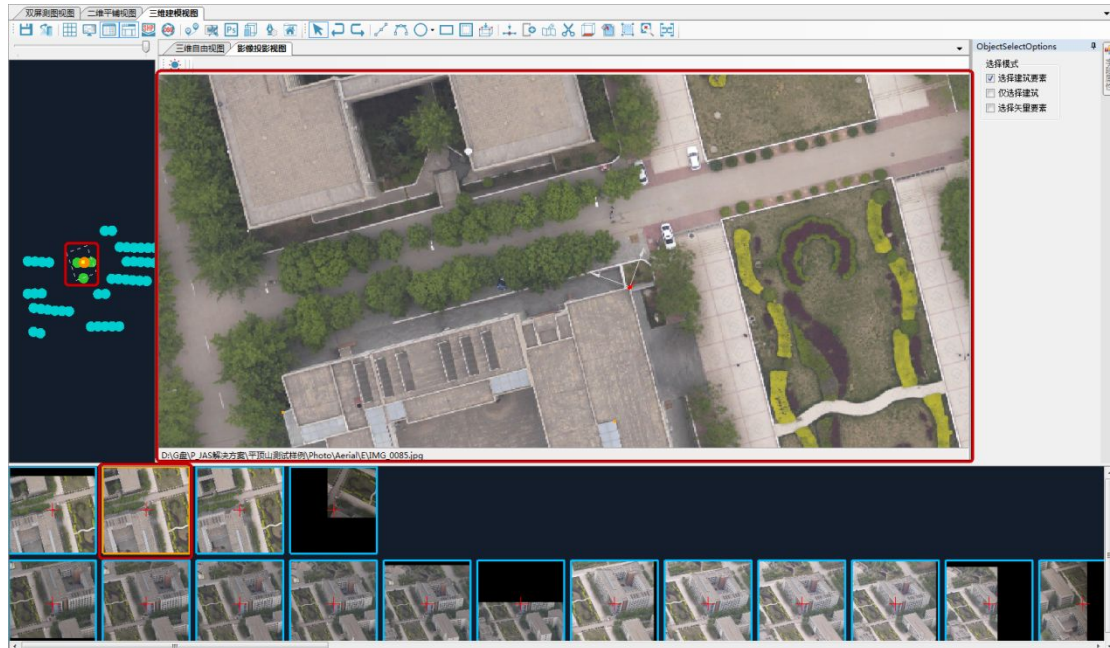 双屏测图视图 二维平铺视图 三维建模视图
三维自由视图 影像投影视图
ObjectSelectOptions
选择模式
选择建筑要素
仅选择建筑
选择矢量要素
D:\G盘\P_JAS解决方案\平顶山测试样例\Photo\Aerial\E\IMG_0085.jpg